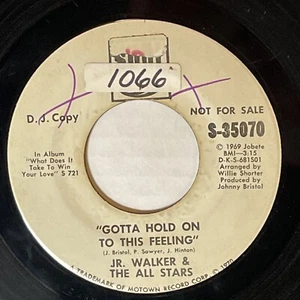 Soul
1066
D.J. Copy
NOT FOR SALE
S-35070
© 1969 Jobete
BMI-3:15
D-K-5-681501
Arranged by
Willie Shorter
Produced by
Johnny Bristol
In Album
"What Does It
Take To Win
Your Love" S 721
"GOTTA HOLD ON
TO THIS FEELING"
(J. Bristol, P. Sawyer, J. Hinton)
JR. WALKER &
THE ALL STARS
A TRADEMARK OF MOTOWN RECORD CORP.